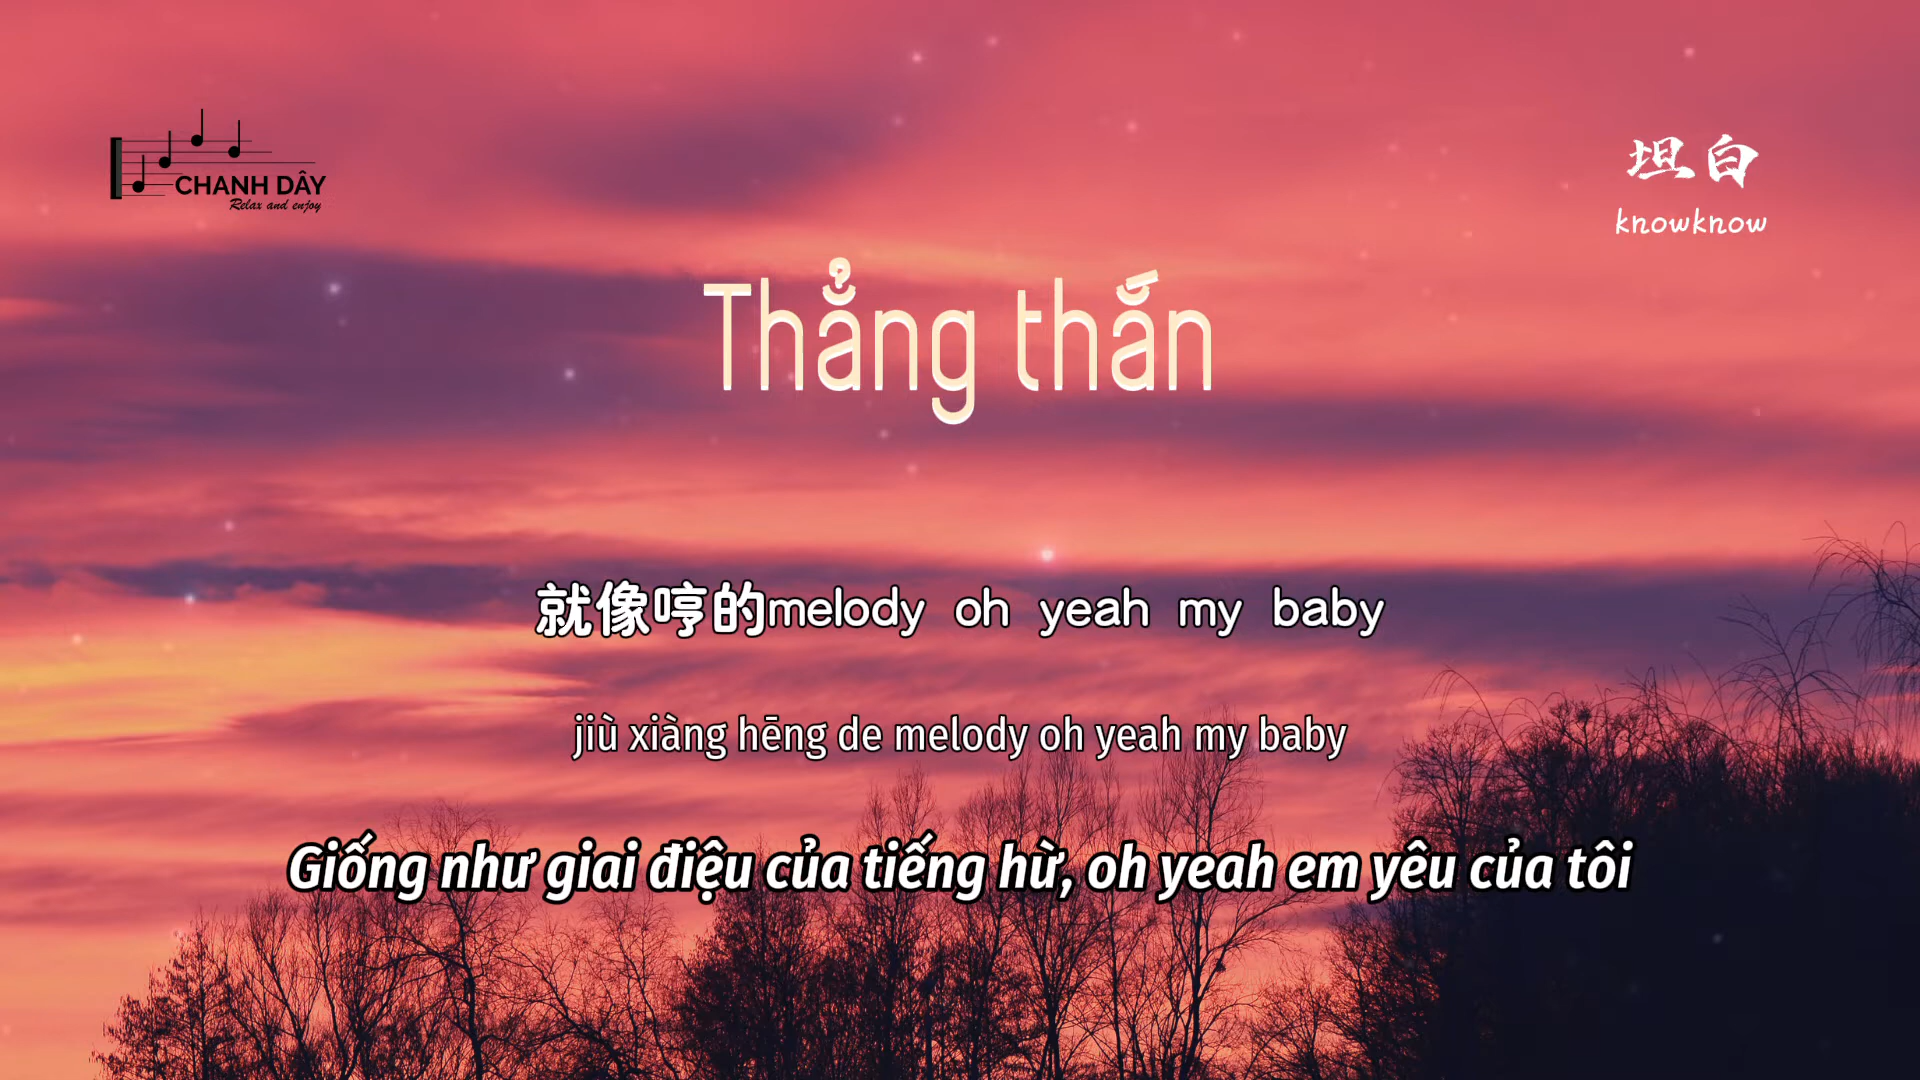 CHANH DÂY
Relax and enjoy
坦白
knowknow
Thẳng thắn
就像哼的melody oh yeah my baby
jiù xiàng hēng de melody oh yeah my baby
Giống như giai điệu của tiếng hừ, oh yeah em yêu của tôi